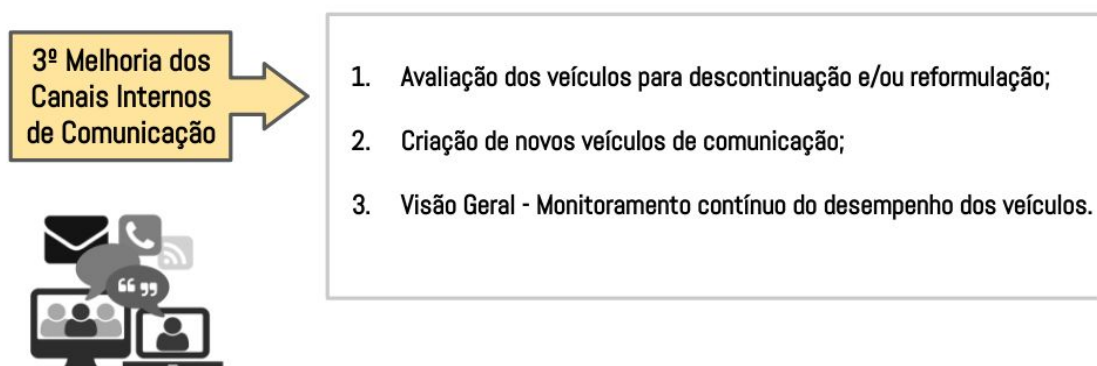 3º Melhoria dos
Canais Internos
de Comunicação
1. Avaliação dos veículos para descontinuação e/ou reformulação;
2. Criação de novos veículos de comunicação;
3. Visão Geral - Monitoramento contínuo do desempenho dos veículos.